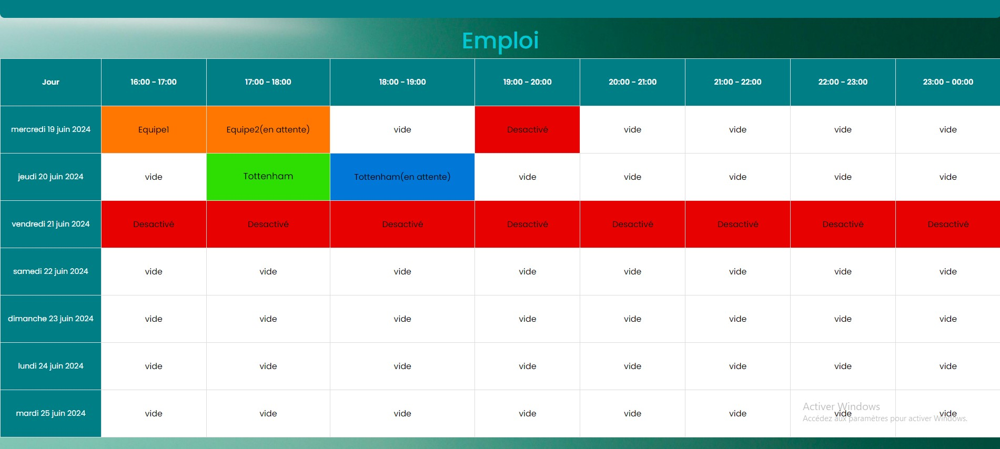 Emploi
Jour 16:00 - 17:00 17:00 - 18:00 18:00 - 19:00 19:00 - 20:00 20:00 - 21:00 21:00 - 22:00 22:00 - 23:00 23:00 - 00:00
mercredi 19 juin 2024 Equipe1 Equipe2(en attente) vide Desactivé vide vide vide vide
jeudi 20 juin 2024 vide Tottenham Tottenham(en attente) vide vide vide vide vide
vendredi 21 juin 2024 Desactivé Desactivé Desactivé Desactivé Desactivé Desactivé Desactivé Desactivé
samedi 22 juin 2024 vide vide vide vide vide vide vide vide
dimanche 23 juin 2024 vide vide vide vide vide vide vide vide
lundi 24 juin 2024 vide vide vide vide vide vide vide vide
mardi 25 juin 2024 vide vide vide vide vide vide vide vide
Activer Windows
Accédez aux paramètres pour activer Windows.